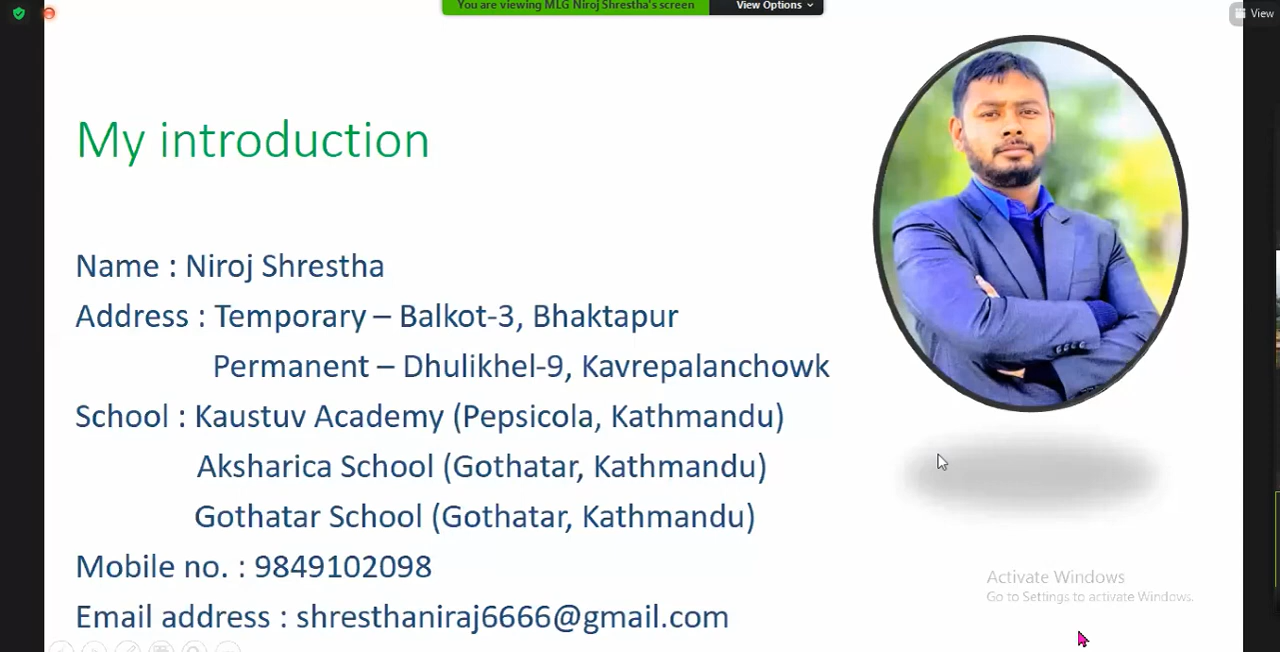 You are viewing MLG Niroj Shrestha's screen
View Options
View
My introduction
Name : Niroj Shrestha
Address : Temporary – Balkot-3, Bhaktapur
Permanent – Dhulikhel-9, Kavrepalanchowk
School : Kaustuv Academy (Pepsicola, Kathmandu)
Aksharica School (Gothatar, Kathmandu)
Gothatar School (Gothatar, Kathmandu)
Mobile no. : 9849102098
Email address : shresthaniraj6666@gmail.com
Activate Windows
Go to Settings to activate Windows.